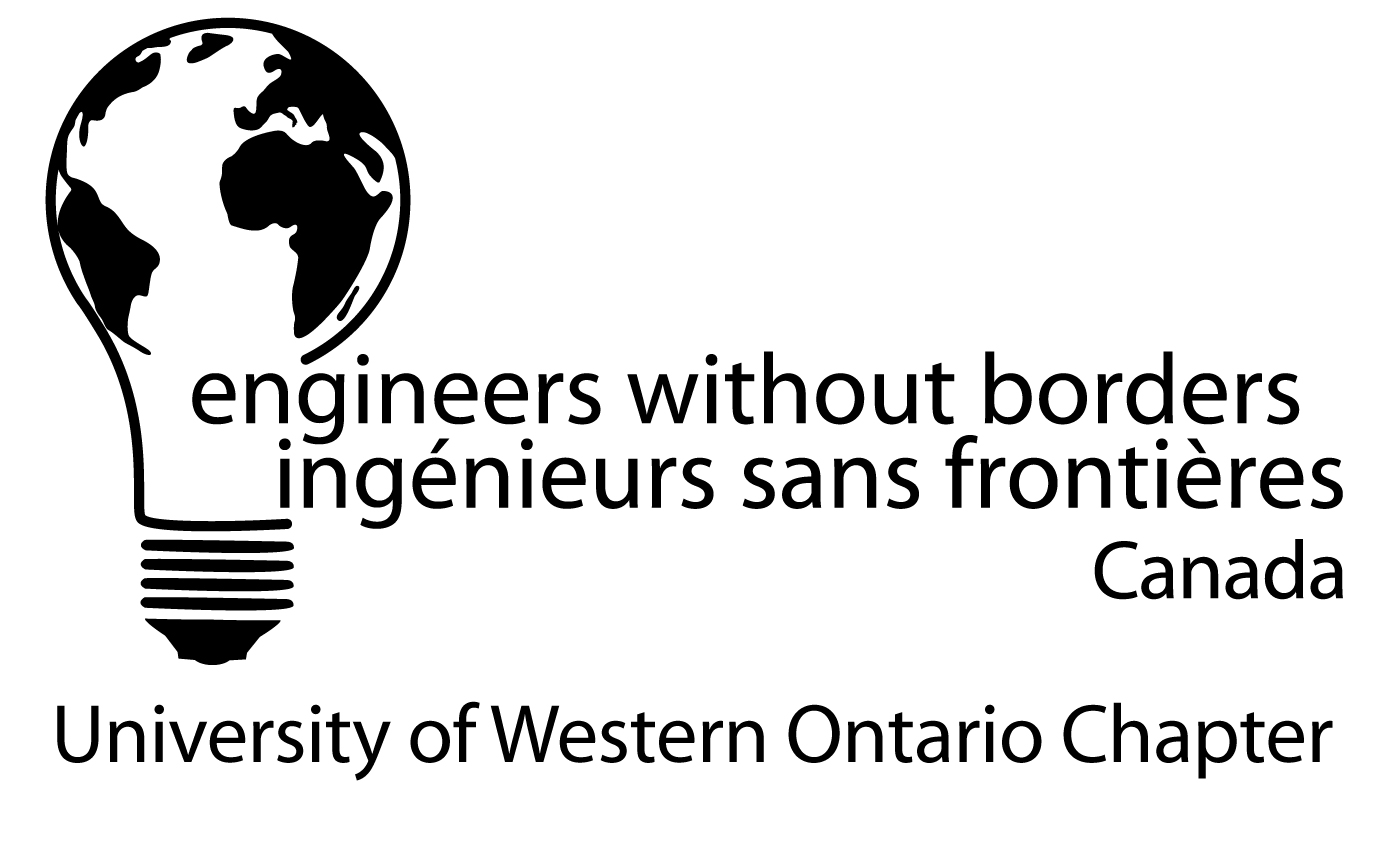 engineers without borders
ingénieurs sans frontières
Canada
University of Western Ontario Chapter